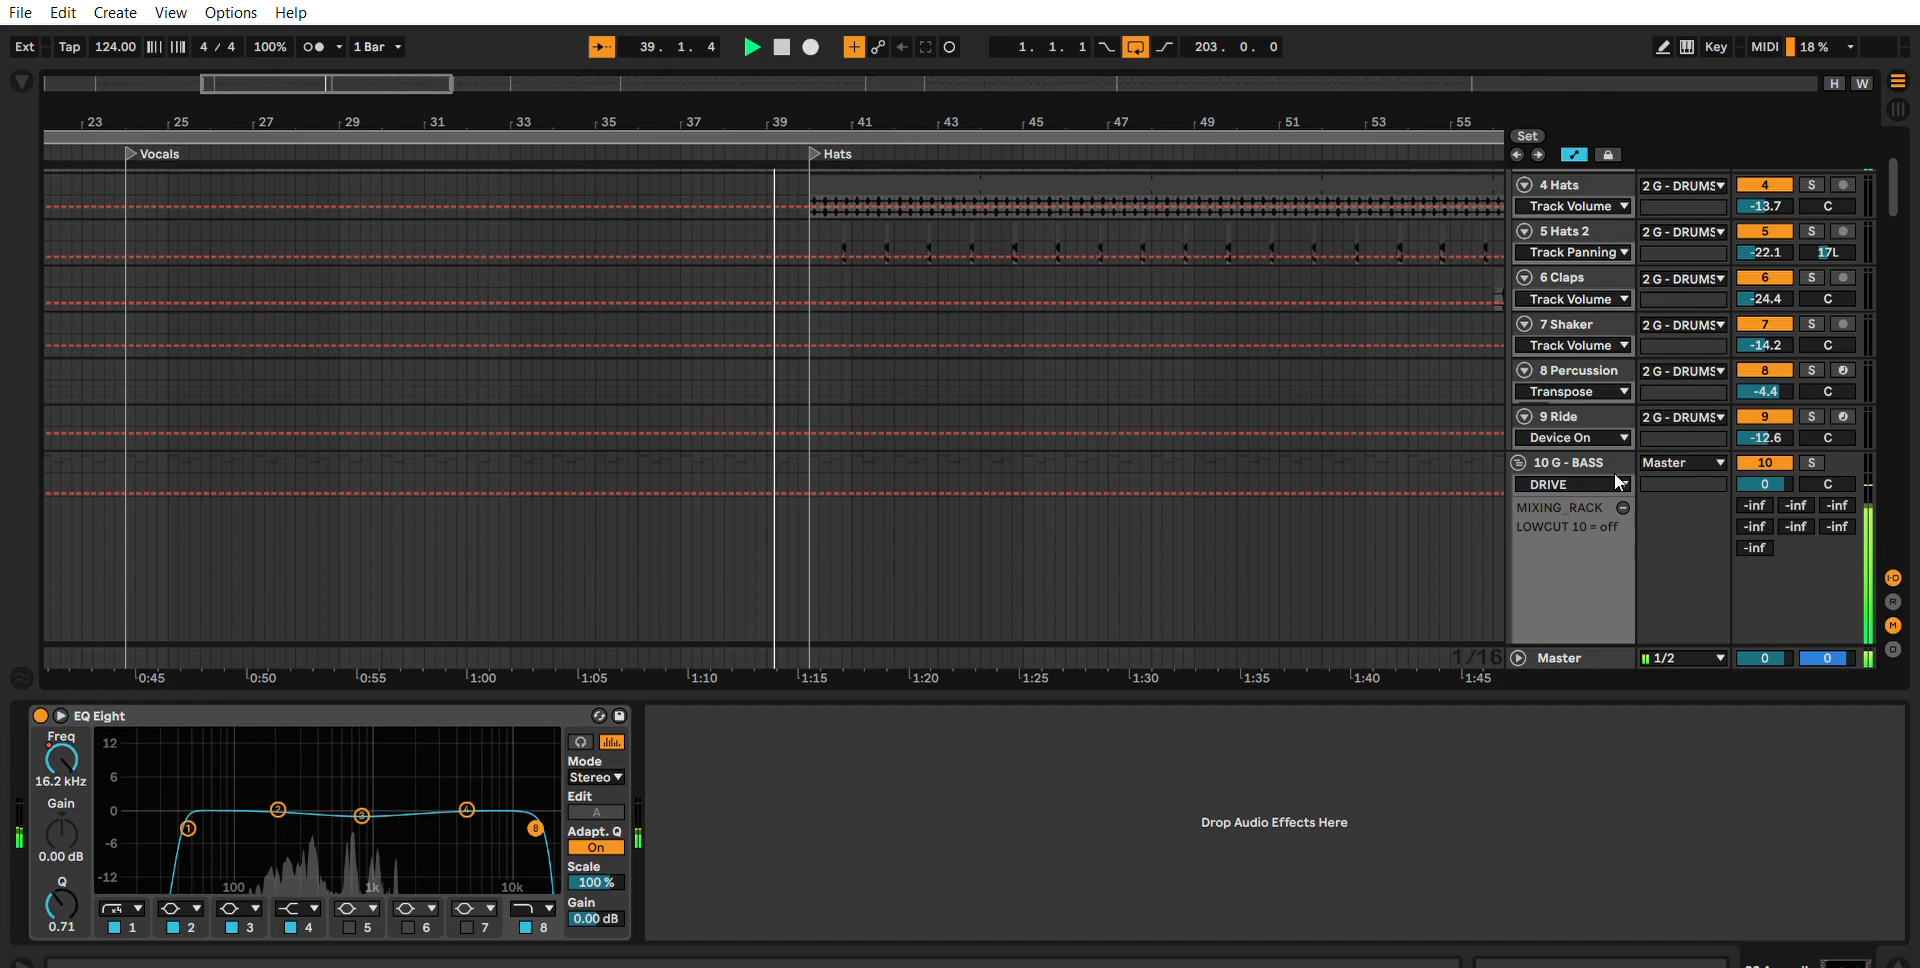 File Edit Create View Options Help
Ext Tap 124.00 4 / 4 100% 1 Bar 39. 1. 4 1. 1. 1 203. 0. 0 Key MIDI 18 %
H W
23 25 27 29 31 33 35 37 39 41 43 45 47 49 51 53 55
Set
Vocals Hats
4 Hats 2 G - DRUMS 4 S
Track Volume -13.7 C
5 Hats 2 2 G - DRUMS 5 S
Track Panning -22.1 17L
6 Claps 2 G - DRUMS 6 S
Track Volume -24.4 C
7 Shaker 2 G - DRUMS 7 S
Track Volume -14.2 C
8 Percussion 2 G - DRUMS 8 S
Transpose -4.4 C
9 Ride 2 G - DRUMS 9 S
Device On -12.6 C
10 G - BASS Master 10 S
DRIVE 0 C
MIXING_RACK -inf -inf -inf
LOWCUT 10 = off -inf -inf -inf
-inf
I·O
R
M
D
1/16 Master 1/2 0 0
0:45 0:50 0:55 1:00 1:05 1:10 1:15 1:20 1:25 1:30 1:35 1:40 1:45
EQ Eight
Freq
16.2 kHz
Gain
0.00 dB
Q
0.71
12
6
0
-6
-12
1 2 3 4 8
100 1k 10k
Mode
Stereo
Edit
A
Adapt. Q
On
Scale
100 %
Gain
0.00 dB
x4
1 2 3 4 5 6 7 8
Drop Audio Effects Here